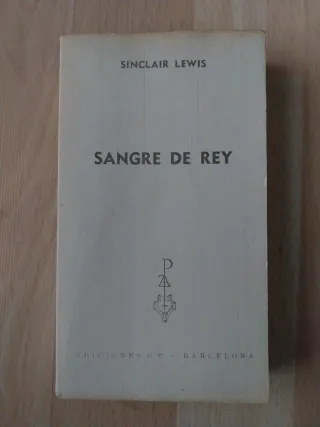 SINCLAIR LEWIS
SANGRE DE REY
EDICIONES G.P. - BARCELONA